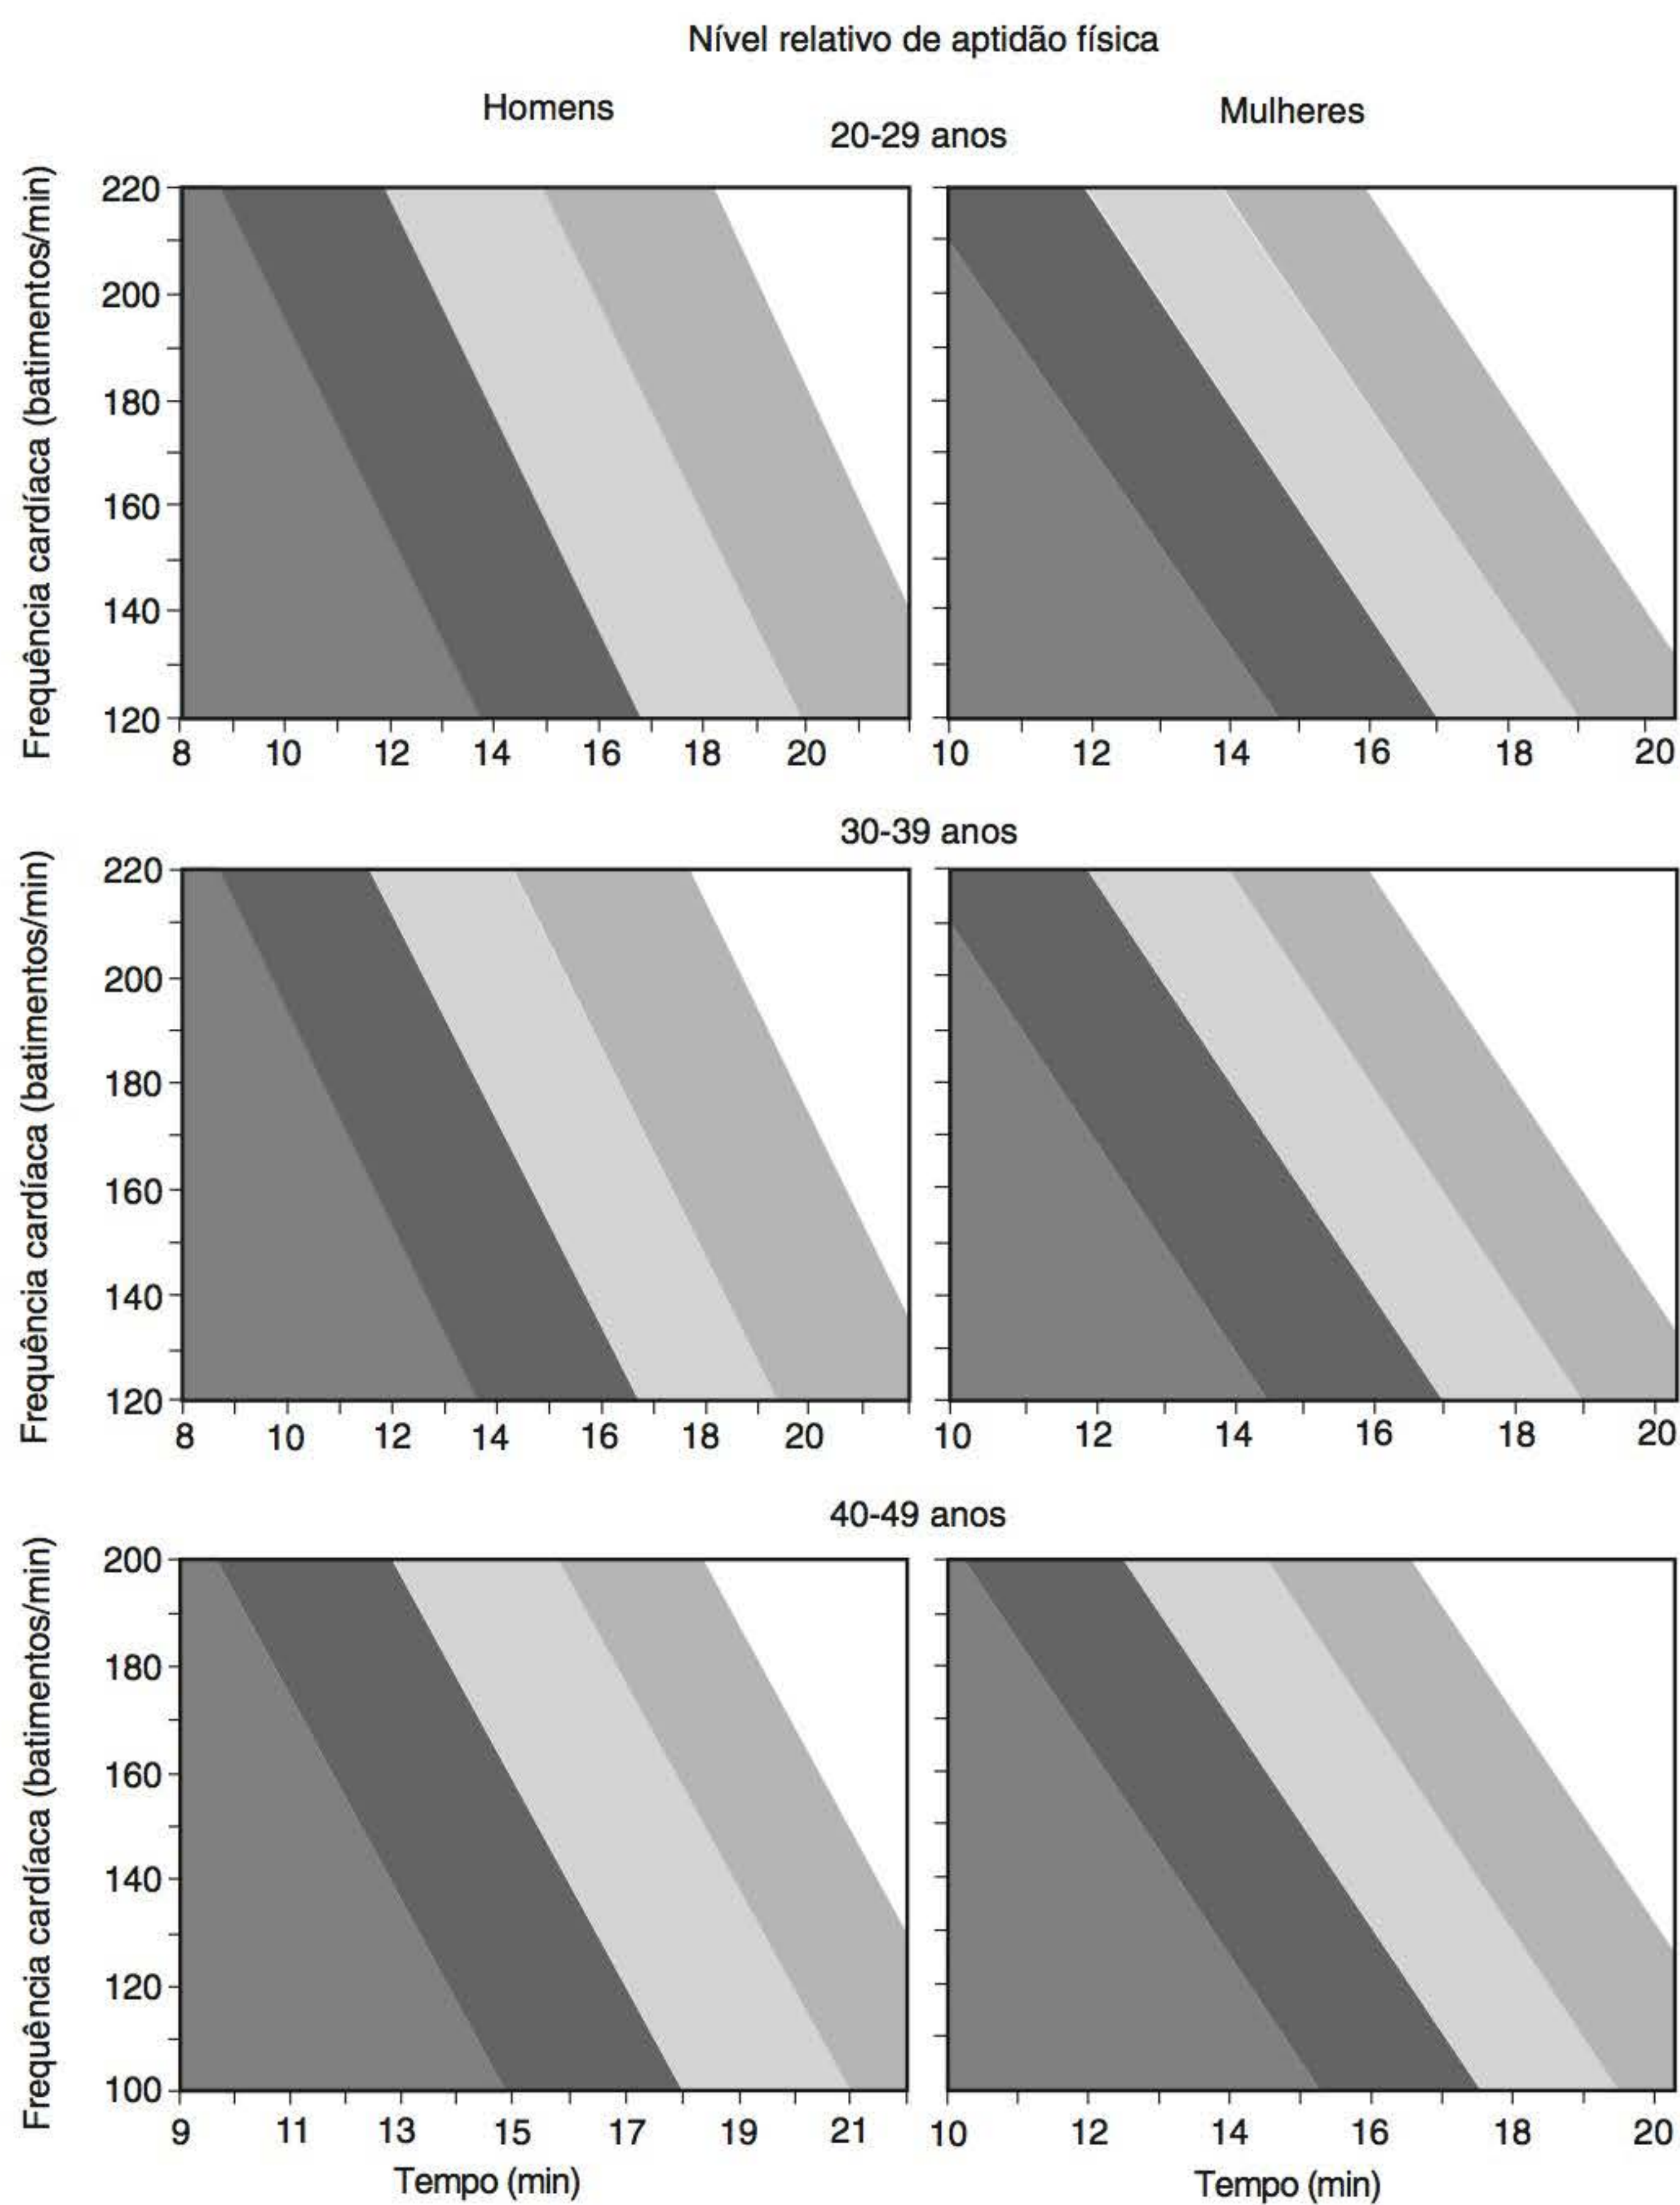 Nível relativo de aptidão física
Homens
Mulheres
20-29 anos
Frequência cardíaca (batimentos/min)
220
200
180
160
140
120
8 10 12 14 16 18 20
10 12 14 16 18 20
30-39 anos
Frequência cardíaca (batimentos/min)
220
200
180
160
140
120
8 10 12 14 16 18 20
10 12 14 16 18 20
40-49 anos
Frequência cardíaca (batimentos/min)
200
180
160
140
120
100
9 11 13 15 17 19 21
10 12 14 16 18 20
Tempo (min)
Tempo (min)